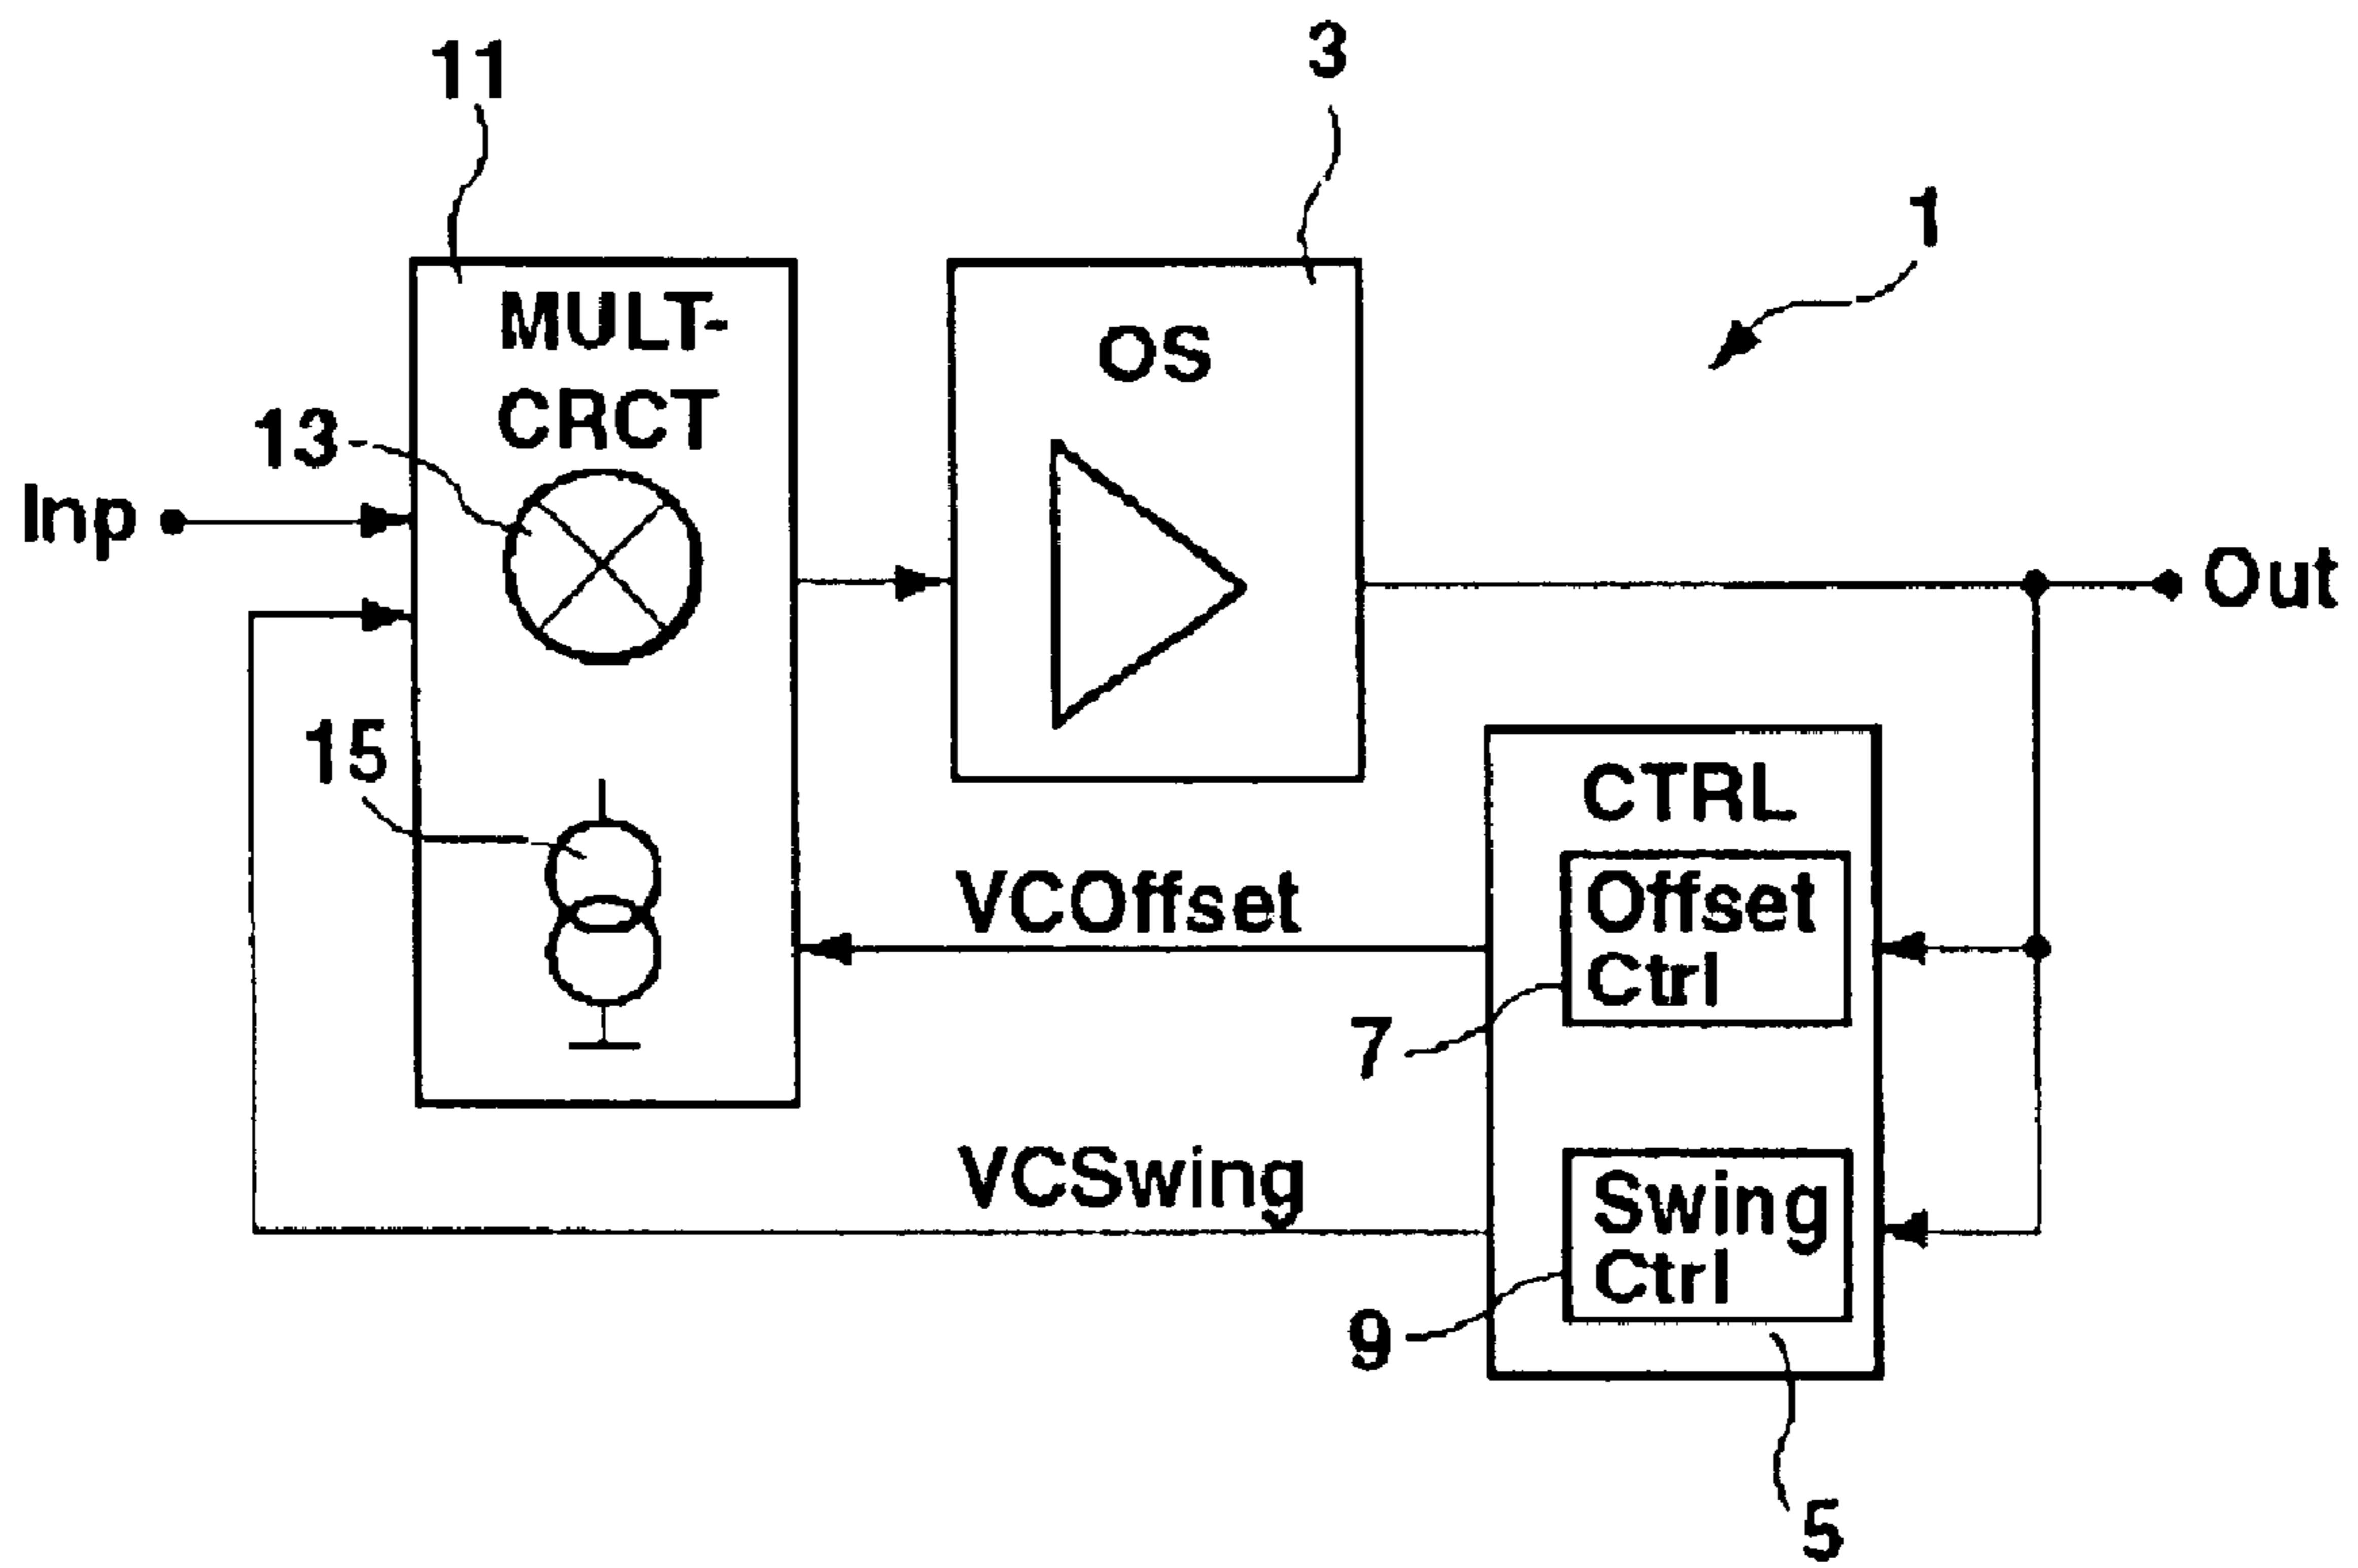 11
3
1
MULT-
CRCT
OS
13
Inp
Out
15
CTRL
VCOffset
Offset
Ctrl
7
VCSwing
Swing
Ctrl
9
5